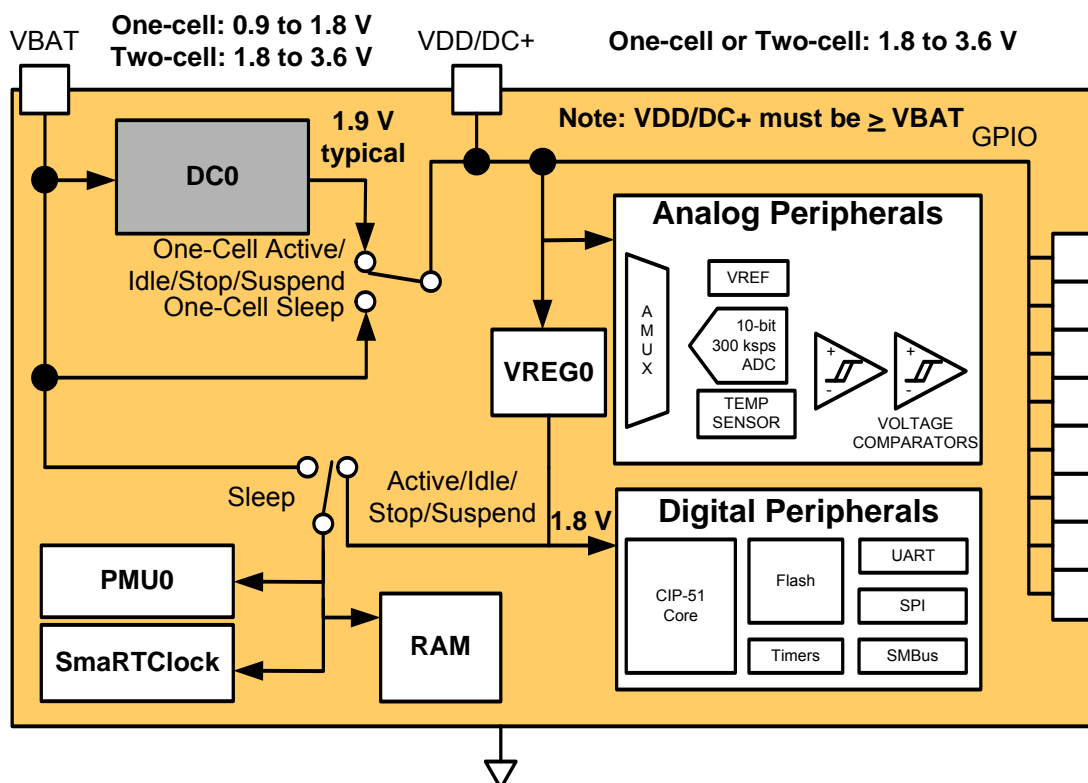 VBAT
One-cell: 0.9 to 1.8 V
Two-cell: 1.8 to 3.6 V
VDD/DC+
One-cell or Two-cell: 1.8 to 3.6 V
Note: VDD/DC+ must be ≥ VBAT
GPIO
DC0
1.9 V
typical
One-Cell Active/
Idle/Stop/Suspend
One-Cell Sleep
VREG0
Analog Peripherals
A
M
U
X
VREF
10-bit
300 ksps
ADC
TEMP
SENSOR
+
-
+
-
VOLTAGE
COMPARATORS
Sleep
Active/Idle/
Stop/Suspend
1.8 V
Digital Peripherals
CIP-51
Core
Flash
Timers
UART
SPI
SMBus
PMU0
SmaRTClock
RAM